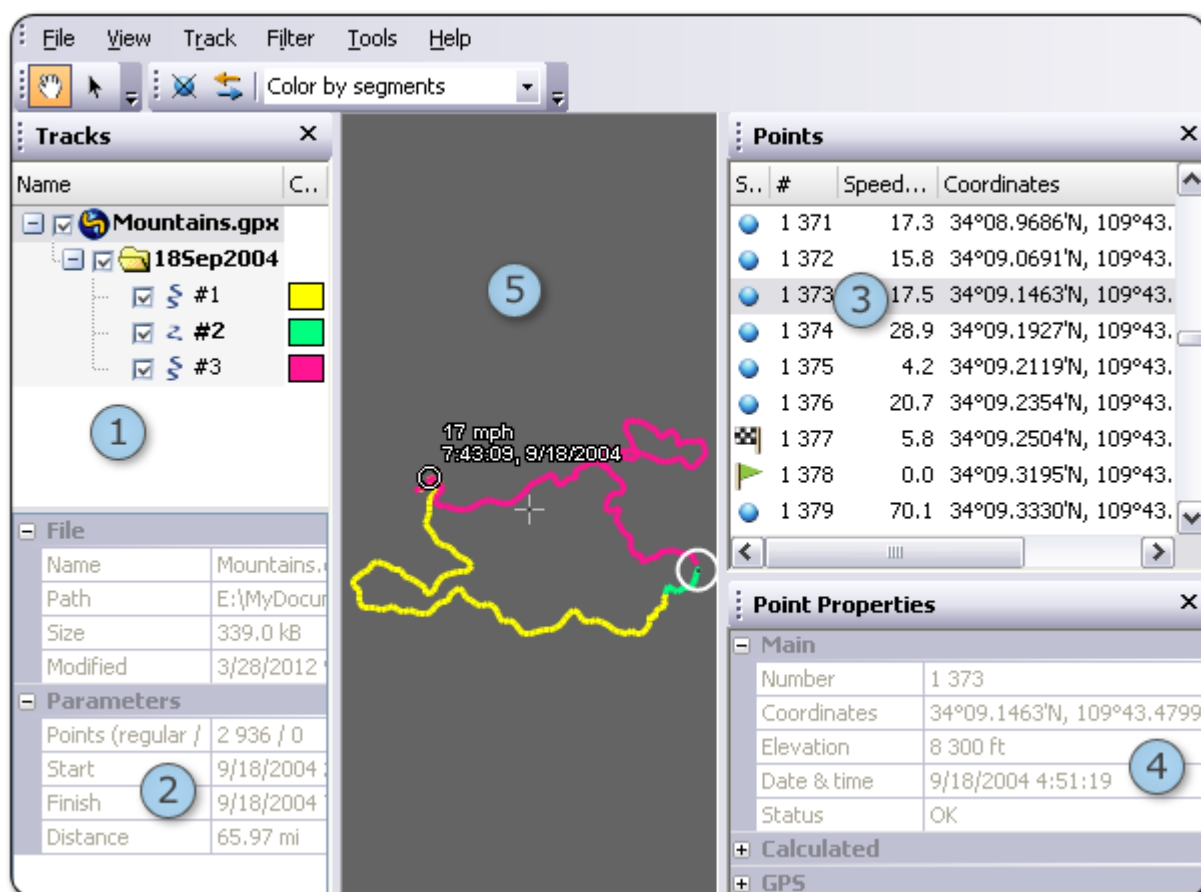 File View Track Filter Tools Help
Color by segments
Tracks
Name C..
Mountains.gpx
18Sep2004
#1
#2
#3
1
File
Name Mountains.
Path E:\MyDocum
Size 339.0 kB
Modified 3/28/2012
Parameters
Points (regular / 2 936 / 0
Start 9/18/2004
Finish 9/18/2004
Distance 65.97 mi
2
5
17 mph
7:43:09, 9/18/2004
Points
S.. # Speed... Coordinates
1 371 17.3 34°08.9686'N, 109°43.
1 372 15.8 34°09.0691'N, 109°43.
1 373 17.5 34°09.1463'N, 109°43.
1 374 28.9 34°09.1927'N, 109°43.
1 375 4.2 34°09.2119'N, 109°43.
1 376 20.7 34°09.2354'N, 109°43.
1 377 5.8 34°09.2504'N, 109°43.
1 378 0.0 34°09.3195'N, 109°43.
1 379 70.1 34°09.3330'N, 109°43.
3
Point Properties
Main
Number 1 373
Coordinates 34°09.1463'N, 109°43.4799
Elevation 8 300 ft
Date & time 9/18/2004 4:51:19
Status OK
Calculated
GPS
4